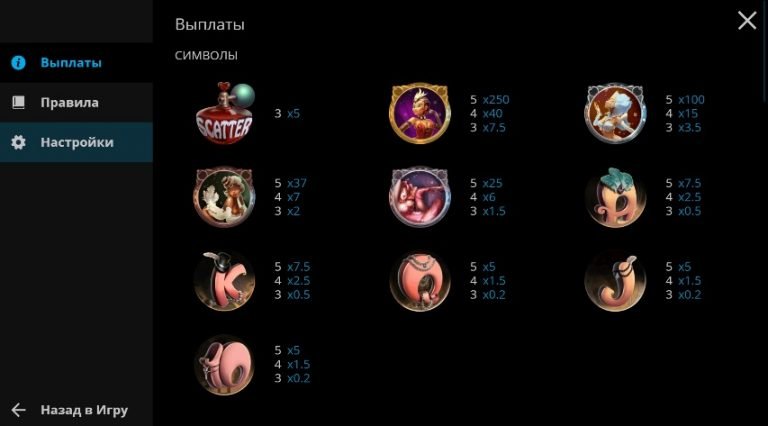 Выплаты
Правила
Настройки
Назад в Игру
Выплаты
СИМВОЛЫ
SCATTER
3 x5
5 x250
4 x40
3 x7.5
5 x100
4 x15
3 x3.5
5 x37
4 x7
3 x2
5 x25
4 x6
3 x1.5
A
5 x7.5
4 x2.5
3 x0.5
K
5 x7.5
4 x2.5
3 x0.5
Q
5 x5
4 x1.5
3 x0.2
J
5 x5
4 x1.5
3 x0.2
10
5 x5
4 x1.5
3 x0.2